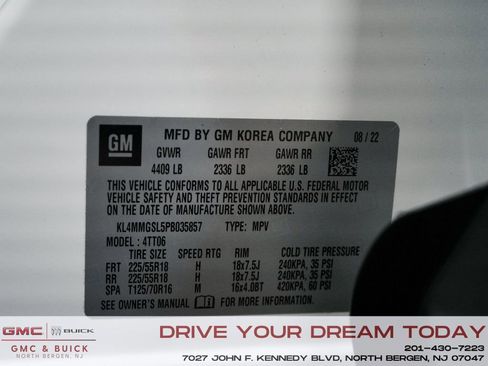 GM
MFD BY GM KOREA COMPANY 08/22
GVWR GAWR FRT GAWR RR
4409 LB 2336 LB 2336 LB
THIS VEHICLE CONFORMS TO ALL APPLICABLE U.S. FEDERAL MOTOR
VEHICLE SAFETY AND THEFT PREVENTION STANDARDS IN EFFECT
ON THE DATE OF MANUFACTURE SHOWN ABOVE.
KL4MMGSL5PB035857 TYPE: MPV
MODEL: 4TT06
TIRE SIZE SPEED RTG RIM COLD TIRE PRESSURE
FRT 225/55R18 H 18x7.5J 240KPA, 35 PSI
RR 225/55R18 H 18x7.5J 240KPA, 35 PSI
SPA T125/70R16 M 16x4.0BT 420KPA, 60 PSI
SEE OWNER'S MANUAL FOR MORE INFORMATION.
GMC BUICK
GMC & BUICK
NORTH BERGEN, NJ
DRIVE YOUR DREAM TODAY
201-430-7223
7027 JOHN F. KENNEDY BLVD, NORTH BERGEN, NJ 07047